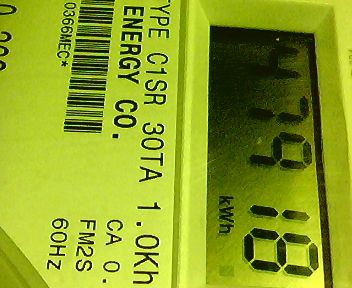 47918
kWh
TYPE C1SR 30TA 1.0Kh
ENERGY CO.
CA 0.
FM2S
0366MEC*
60Hz